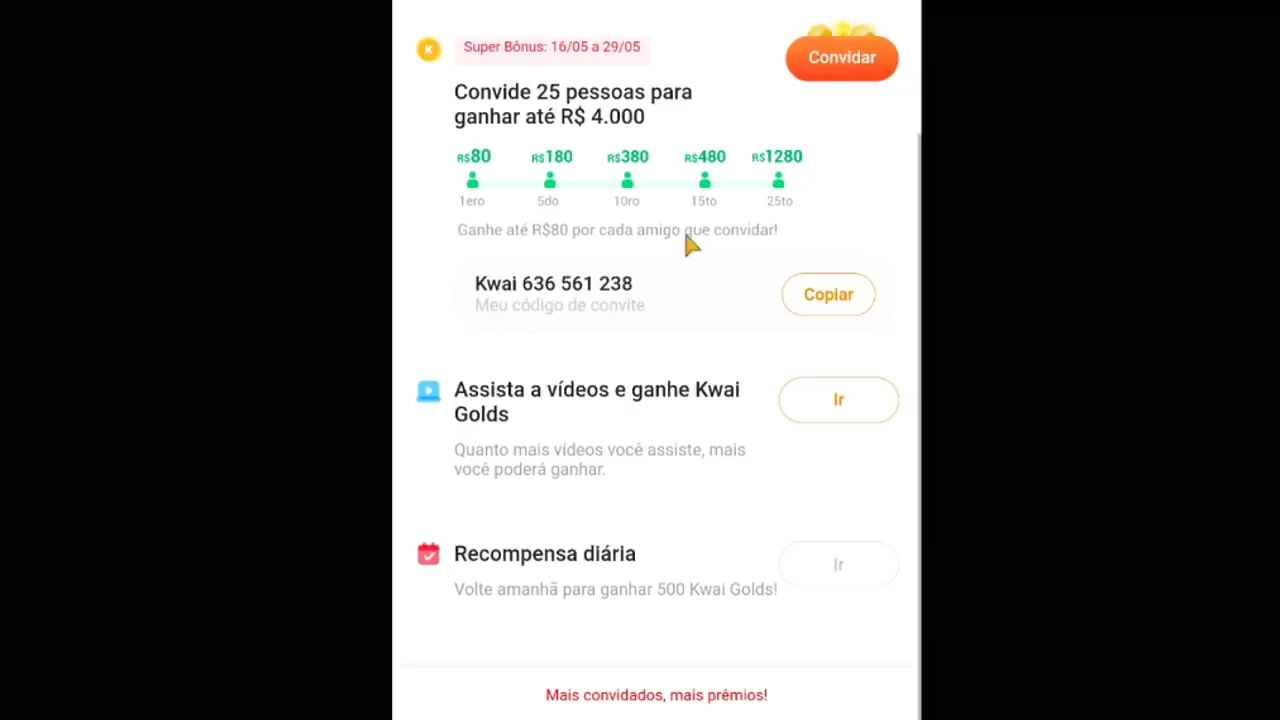 K
Super Bônus: 16/05 a 29/05
Convidar
Convide 25 pessoas para
ganhar até R$ 4.000
R$80 R$180 R$380 R$480 R$1280
1ero 5do 10ro 15to 25to
Ganhe até R$80 por cada amigo que convidar!
Kwai 636 561 238
Meu código de convite
Copiar
Assista a vídeos e ganhe Kwai
Golds
Ir
Quanto mais vídeos você assiste, mais
você poderá ganhar.
Recompensa diária
Ir
Volte amanhã para ganhar 500 Kwai Golds!
Mais convidados, mais prêmios!